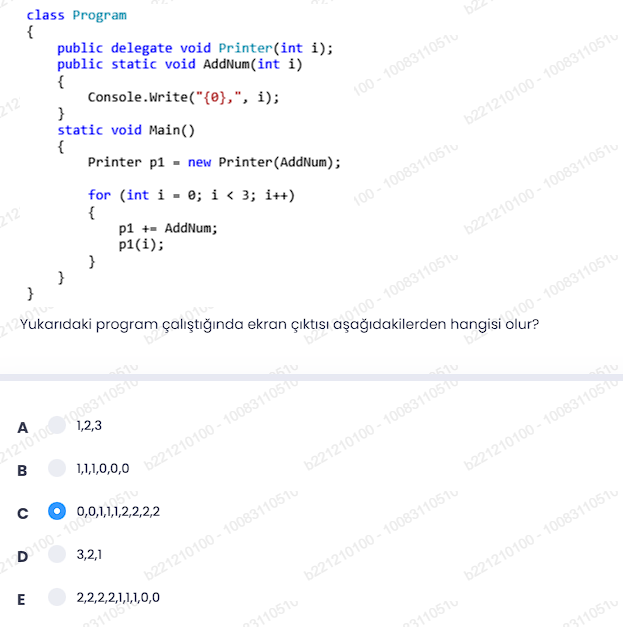 class Program
{
public delegate void Printer(int i);
public static void AddNum(int i)
{
Console.Write("{0},", i);
}
static void Main()
{
Printer p1 = new Printer(AddNum);
for (int i = 0; i < 3; i++)
{
p1 += AddNum;
p1(i);
}
}
}
Yukarıdaki program çalıştığında ekran çıktısı aşağıdakilerden hangisi olur?
A 1,2,3
B 1,1,1,0,0,0
C 0,0,1,1,1,2,2,2,2
D 3,2,1
E 2,2,2,2,1,1,1,0,0